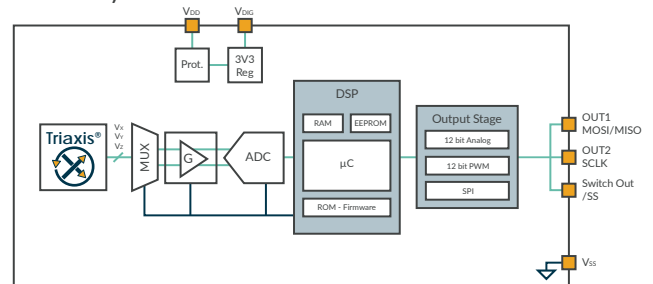 VDD
VDIG
Prot.
3V3
Reg
Triaxis®
VX
VY
VZ
MUX
G
ADC
DSP
RAM
EEPROM
µC
ROM - Firmware
Output Stage
12 bit Analog
12 bit PWM
SPI
OUT1
MOSI/MISO
OUT2
SCLK
Switch Out
/SS
VSS